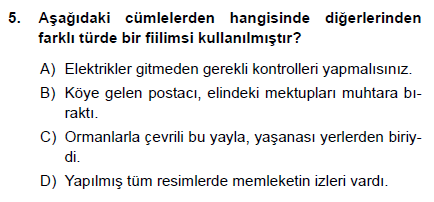 5. Aşağıdaki cümlelerden hangisinde diğerlerinden
farklı türde bir fiilimsi kullanılmıştır?
A) Elektrikler gitmeden gerekli kontrolleri yapmalısınız.
B) Köye gelen postacı, elindeki mektupları muhtara bı-
raktı.
C) Ormanlarla çevrili bu yayla, yaşanası yerlerden biriy-
di.
D) Yapılmış tüm resimlerde memleketin izleri vardı.